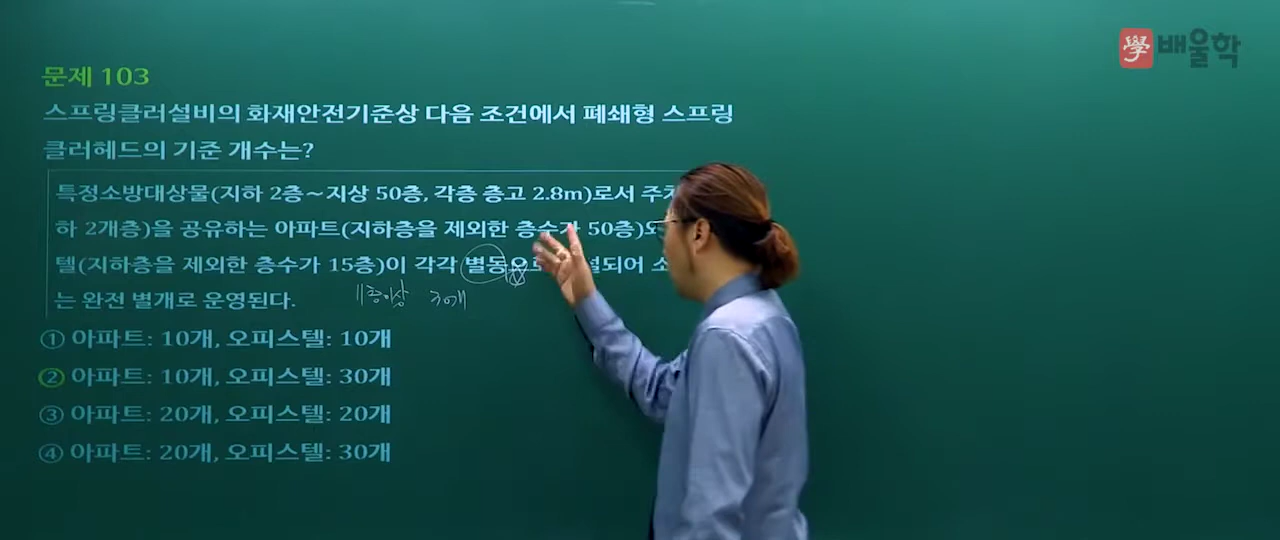 學 배울학
문제 103
스프링클러설비의 화재안전기준상 다음 조건에서 폐쇄형 스프링
클러헤드의 기준 개수는?
특정소방대상물(지하 2층~지상 50층, 각층 층고 2.8m)로서
하 2개층)을 공유하는 아파트(지하층을 제외한 층수가 50층)
텔(지하층을 제외한 층수가 15층)이 각각 별동으로
는 완전 별개로 운영된다.
11층이상 30개
① 아파트: 10개, 오피스텔: 10개
② 아파트: 10개, 오피스텔: 30개
③ 아파트: 20개, 오피스텔: 20개
④ 아파트: 20개, 오피스텔: 30개